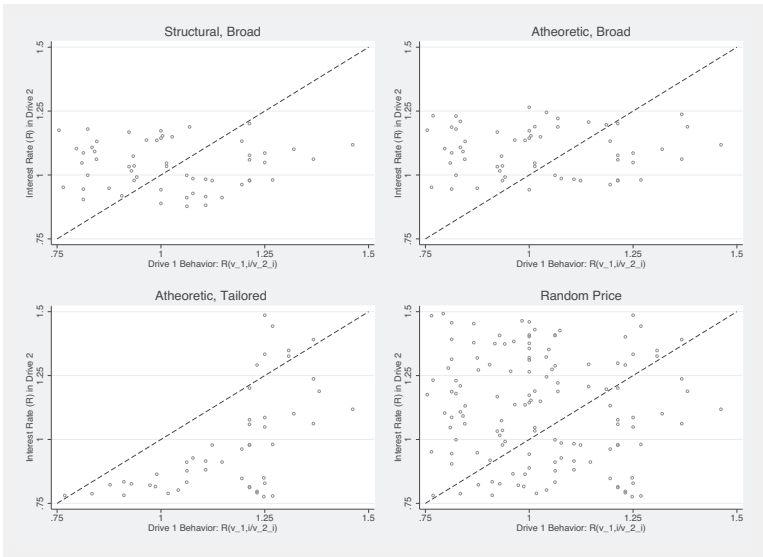 Structural, Broad
Interest Rate (R) in Drive 2
1.5
1.25
1
.75
.75 1 1.25 1.5
Drive 1 Behavior: R(v_1,i/v_2_i)
Atheoretic, Broad
Interest Rate (R) in Drive 2
1.5
1.25
1
.75
.75 1 1.25 1.5
Drive 1 Behavior: R(v_1,i/v_2_i)
Atheoretic, Tailored
Interest Rate (R) in Drive 2
1.5
1.25
1
.75
.75 1 1.25 1.5
Drive 1 Behavior: R(v_1,i/v_2_i)
Random Price
Interest Rate (R) in Drive 2
1.5
1.25
1
.75
.75 1 1.25 1.5
Drive 1 Behavior: R(v_1,i/v_2_i)